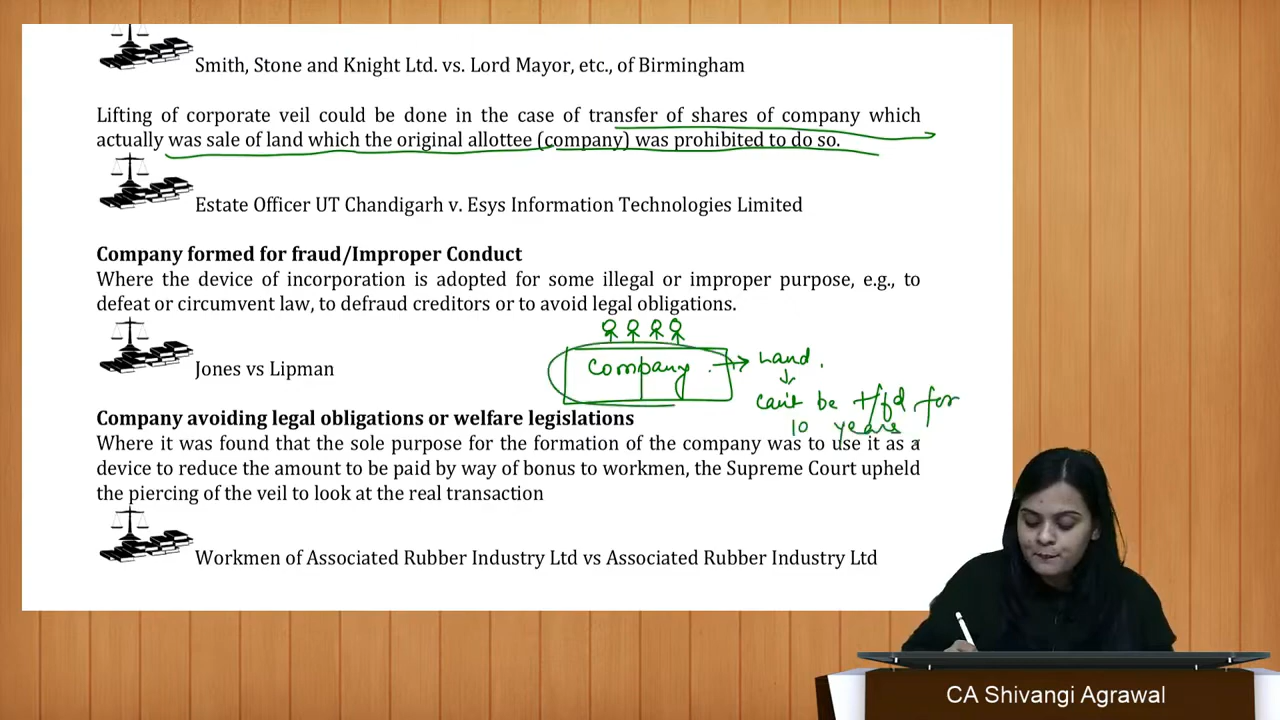 Smith, Stone and Knight Ltd. vs. Lord Mayor, etc., of Birmingham
Lifting of corporate veil could be done in the case of transfer of shares of company which
actually was sale of land which the original allottee (company) was prohibited to do so.
Estate Officer UT Chandigarh v. Esys Information Technologies Limited
Company formed for fraud/Improper Conduct
Where the device of incorporation is adopted for some illegal or improper purpose, e.g., to
defeat or circumvent law, to defraud creditors or to avoid legal obligations.
Jones vs Lipman
Company
Land.
can't be t/fd for
10 years
Company avoiding legal obligations or welfare legislations
Where it was found that the sole purpose for the formation of the company was to use it as a
device to reduce the amount to be paid by way of bonus to workmen, the Supreme Court upheld
the piercing of the veil to look at the real transaction
Workmen of Associated Rubber Industry Ltd vs Associated Rubber Industry Ltd
CA Shivangi Agrawal